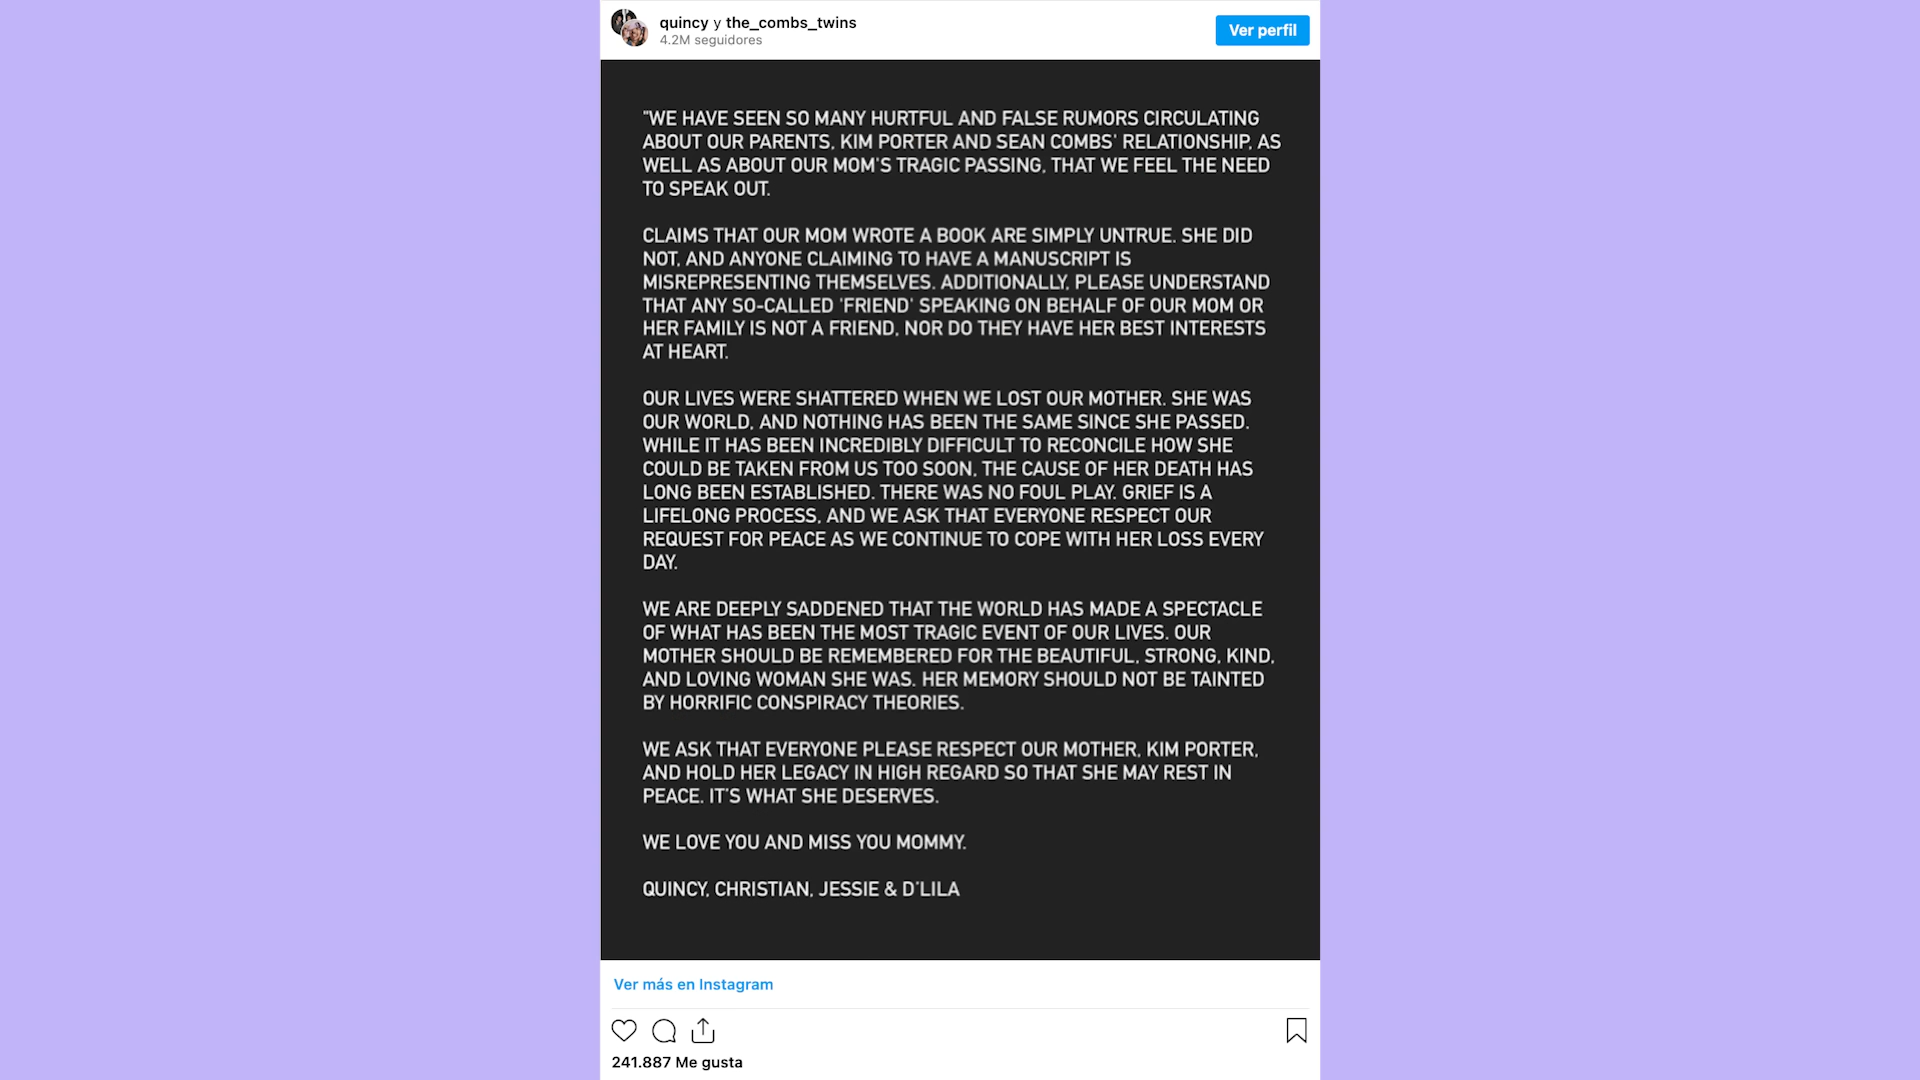 quincy y the_combs_twins
4.2M seguidores
Ver perfil
"WE HAVE SEEN SO MANY HURTFUL AND FALSE RUMORS CIRCULATING
ABOUT OUR PARENTS, KIM PORTER AND SEAN COMBS' RELATIONSHIP, AS
WELL AS ABOUT OUR MOM'S TRAGIC PASSING, THAT WE FEEL THE NEED
TO SPEAK OUT.
CLAIMS THAT OUR MOM WROTE A BOOK ARE SIMPLY UNTRUE. SHE DID
NOT, AND ANYONE CLAIMING TO HAVE A MANUSCRIPT IS
MISREPRESENTING THEMSELVES. ADDITIONALLY, PLEASE UNDERSTAND
THAT ANY SO-CALLED 'FRIEND' SPEAKING ON BEHALF OF OUR MOM OR
HER FAMILY IS NOT A FRIEND, NOR DO THEY HAVE HER BEST INTERESTS
AT HEART.
OUR LIVES WERE SHATTERED WHEN WE LOST OUR MOTHER. SHE WAS
OUR WORLD, AND NOTHING HAS BEEN THE SAME SINCE SHE PASSED.
WHILE IT HAS BEEN INCREDIBLY DIFFICULT TO RECONCILE HOW SHE
COULD BE TAKEN FROM US TOO SOON, THE CAUSE OF HER DEATH HAS
LONG BEEN ESTABLISHED. THERE WAS NO FOUL PLAY. GRIEF IS A
LIFELONG PROCESS, AND WE ASK THAT EVERYONE RESPECT OUR
REQUEST FOR PEACE AS WE CONTINUE TO COPE WITH HER LOSS EVERY
DAY.
WE ARE DEEPLY SADDENED THAT THE WORLD HAS MADE A SPECTACLE
OF WHAT HAS BEEN THE MOST TRAGIC EVENT OF OUR LIVES. OUR
MOTHER SHOULD BE REMEMBERED FOR THE BEAUTIFUL, STRONG, KIND,
AND LOVING WOMAN SHE WAS. HER MEMORY SHOULD NOT BE TAINTED
BY HORRIFIC CONSPIRACY THEORIES.
WE ASK THAT EVERYONE PLEASE RESPECT OUR MOTHER, KIM PORTER,
AND HOLD HER LEGACY IN HIGH REGARD SO THAT SHE MAY REST IN
PEACE. IT'S WHAT SHE DESERVES.
WE LOVE YOU AND MISS YOU MOMMY.
QUINCY, CHRISTIAN, JESSIE & D'LILA
Ver más en Instagram
241.887 Me gusta